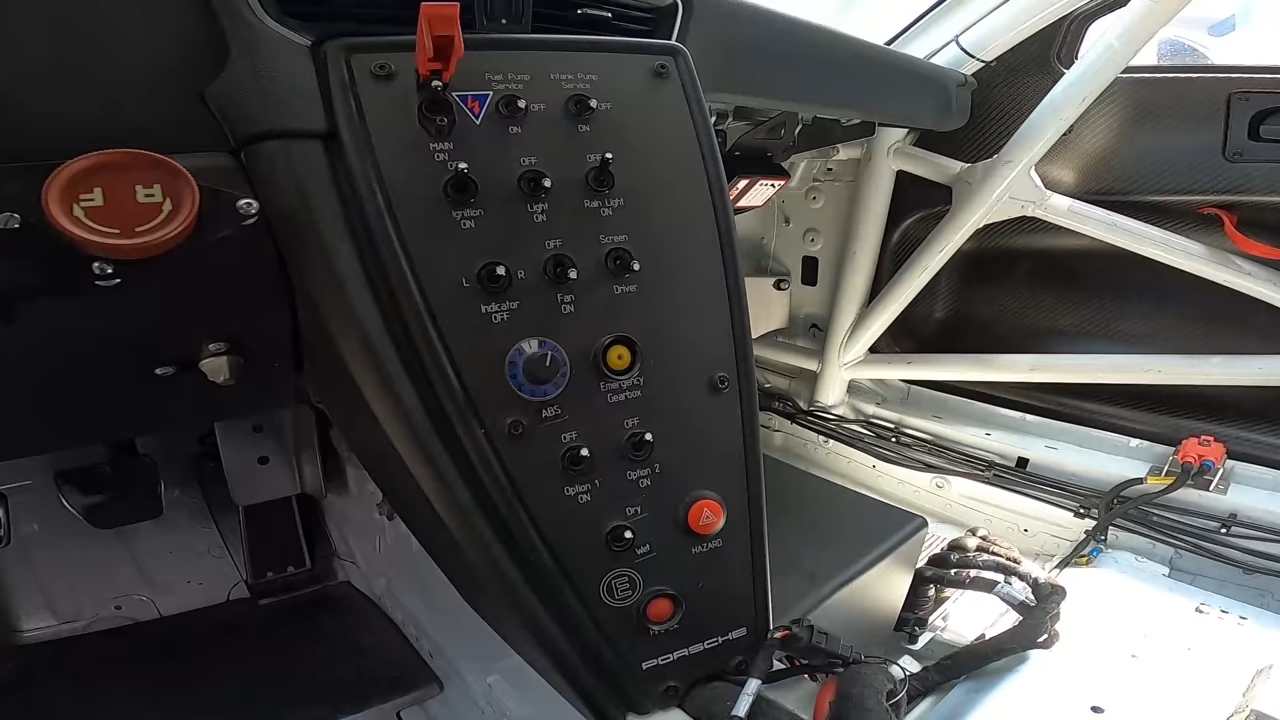 Fuel Pump
Service
OFF
ON
Intank Pump
Service
OFF
ON
MAIN
ON
F
R
OFF
Ignition
ON
OFF
Light
ON
OFF
Rain Light
ON
L
R
Indicator
OFF
OFF
Fan
ON
Screen
Driver
ABS
Emergency
Gearbox
OFF
Option 1
ON
OFF
Option 2
ON
Dry
Wet
HAZARD
E
PORSCHE